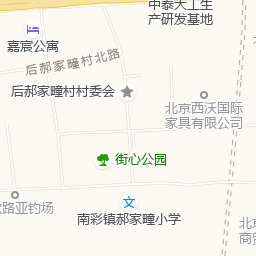 中泰天工生
产研发基地
嘉宸公寓
后郝家疃村北路
后郝家疃村村委会
北京西沃国际
家具有限公司
街心公园
路亚钓场
南彩镇郝家疃小学
北京
商贸